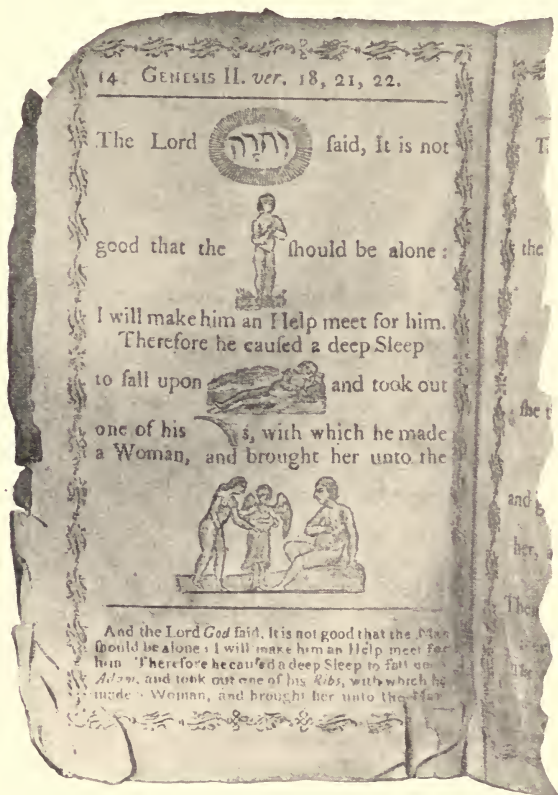 14 GENESIS II. ver. 18, 21, 22.
The Lord ſaid, It is not
good that the ſhould be alone :
I will make him an Help meet for him.
Therefore he cauſed a deep Sleep
to fall upon and took out
one of his s, with which he made
a Woman, and brought her unto the
And the Lord God ſaid, It is not good that the Man
ſhould be alone : I will make him an Help meet for
him Therefore he cauſed a deep Sleep to fall
Adam, and took out one of his Ribs, with which he
made a Woman, and brought her unto the Man
the
ſhe
and
her,